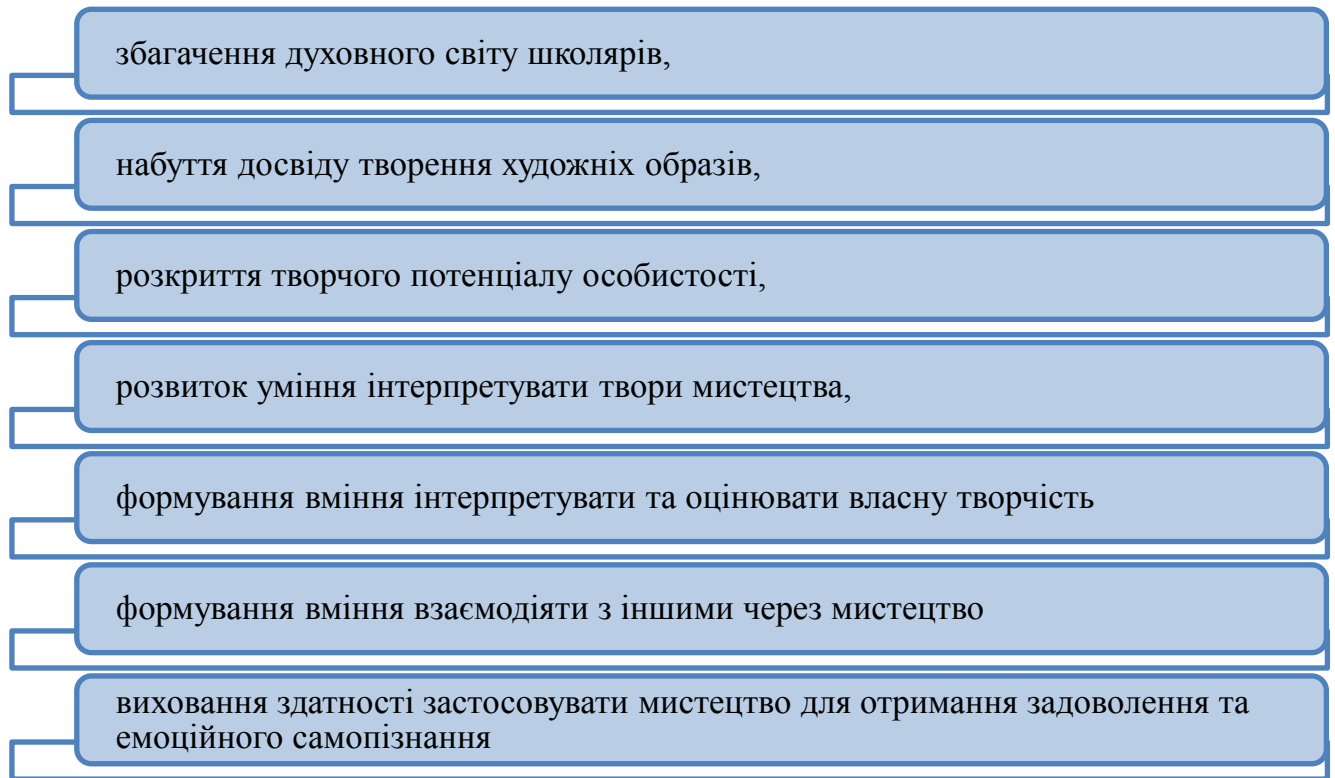 збагачення духовного світу школярів,
набуття досвіду творення художніх образів,
розкриття творчого потенціалу особистості,
розвиток уміння інтерпретувати твори мистецтва,
формування вміння інтерпретувати та оцінювати власну творчість
формування вміння взаємодіяти з іншими через мистецтво
виховання здатності застосовувати мистецтво для отримання задоволення та
емоційного самопізнання